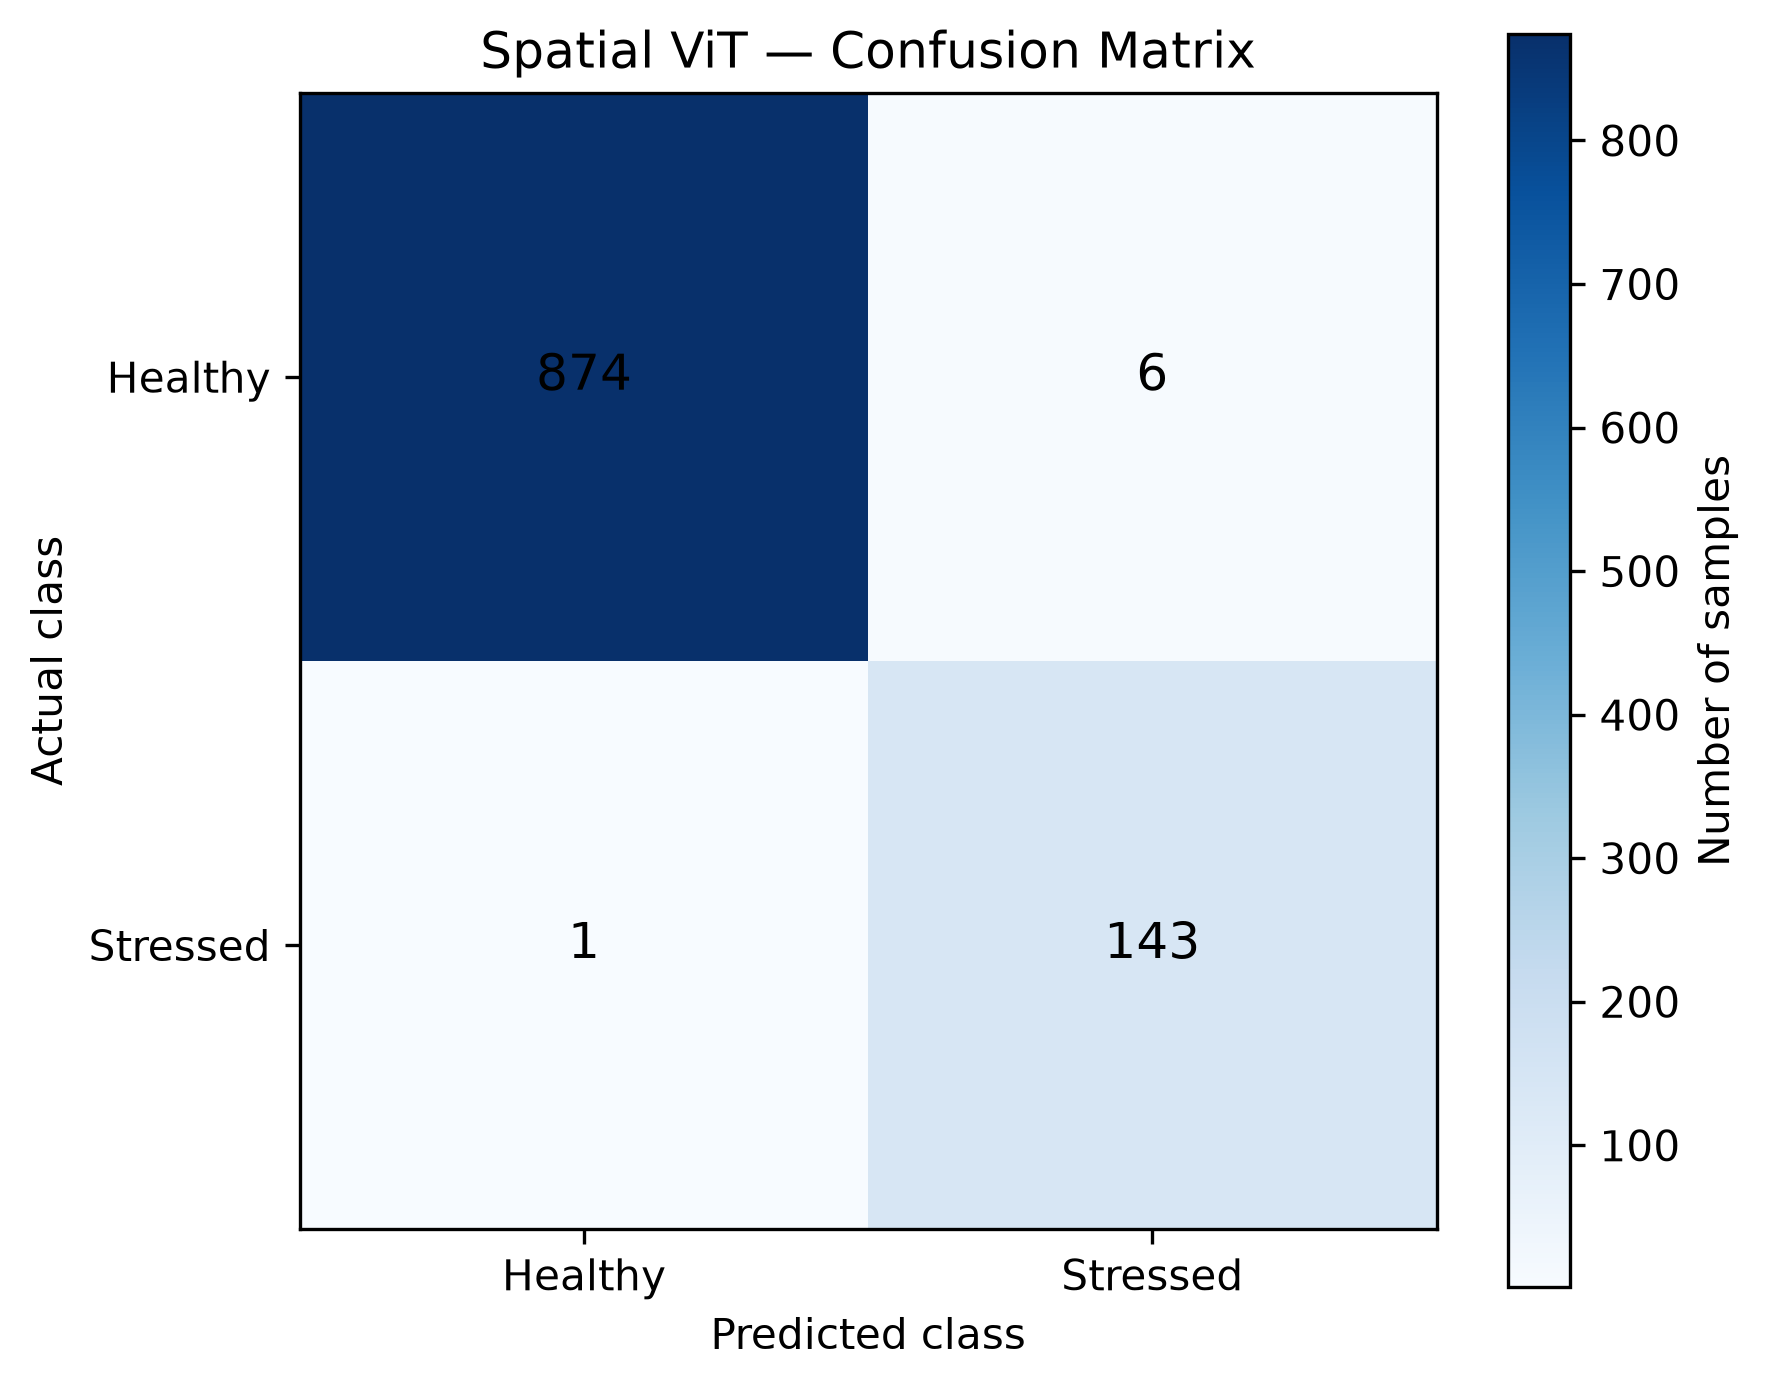 Spatial ViT — Confusion Matrix
Actual class
Healthy
Stressed
874
6
1
143
Healthy
Stressed
Predicted class
800
700
600
500
400
300
200
100
Number of samples